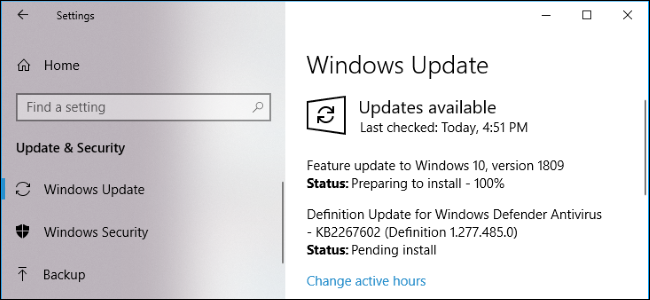 Settings
Home
Find a setting
Update & Security
Windows Update
Windows Security
Backup
Windows Update
Updates available
Last checked: Today, 4:51 PM
Feature update to Windows 10, version 1809
Status: Preparing to install - 100%
Definition Update for Windows Defender Antivirus
- KB2267602 (Definition 1.277.485.0)
Status: Pending install
Change active hours